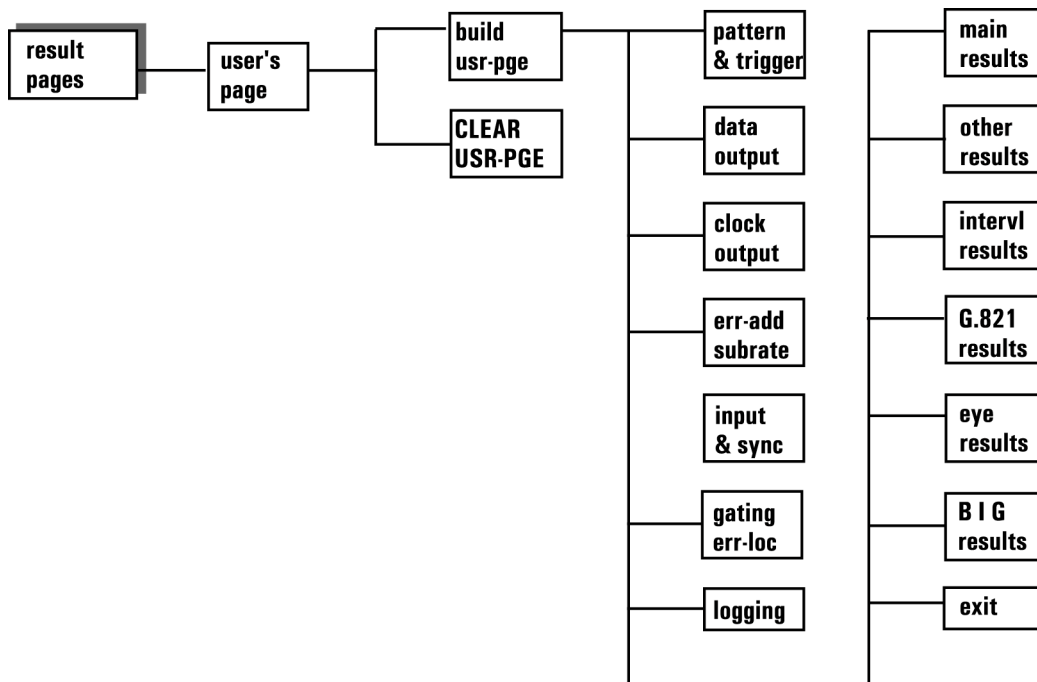 result
pages
user's
page
build
usr-pge
CLEAR
USR-PGE
pattern
& trigger
data
output
clock
output
err-add
subrate
input
& sync
gating
err-loc
logging
main
results
other
results
intervl
results
G.821
results
eye
results
B I G
results
exit